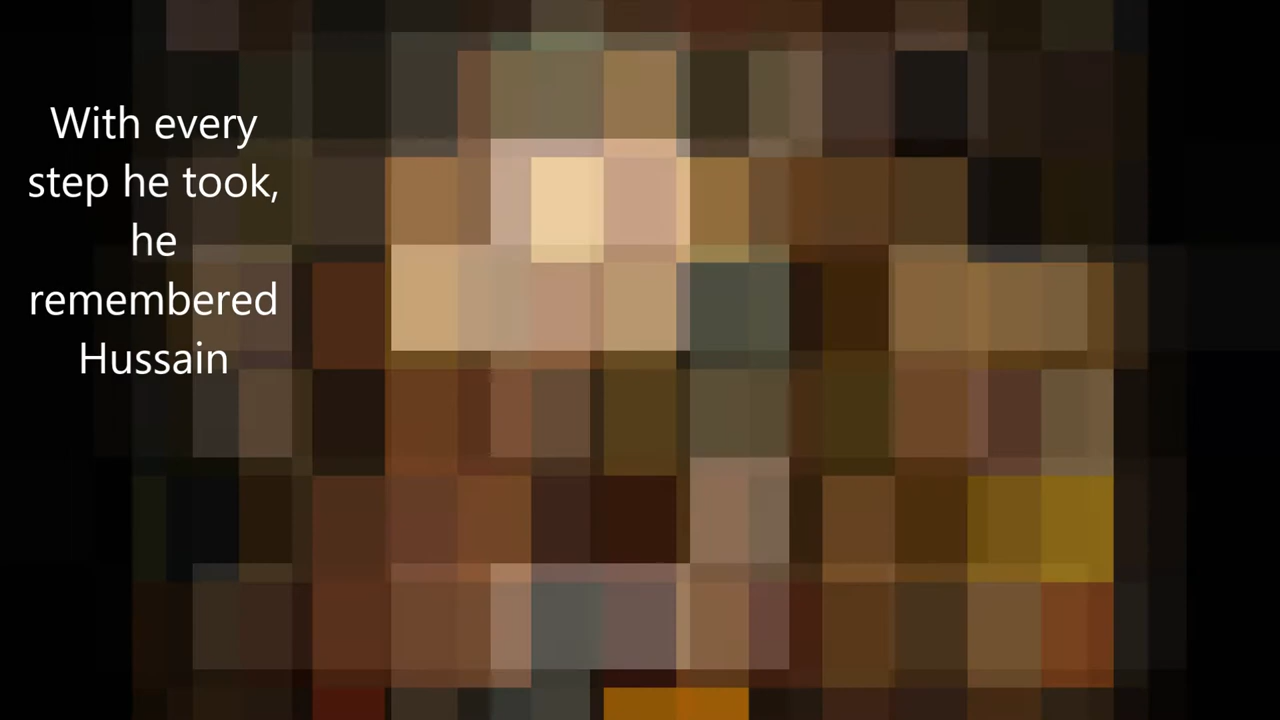 With every
step he took,
he
remembered
Hussain